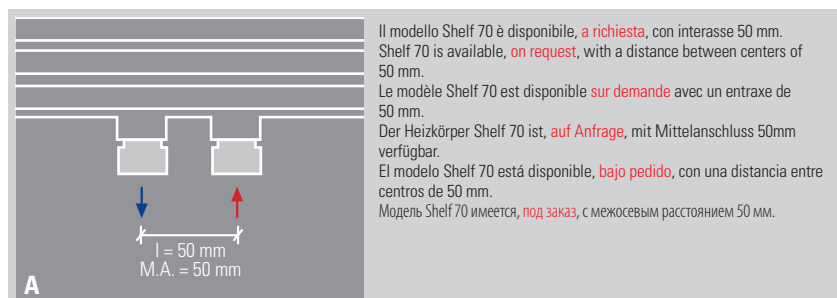 I = 50 mm
M.A. = 50 mm
A
Il modello Shelf 70 è disponibile, a richiesta, con interasse 50 mm.
Shelf 70 is available, on request, with a distance between centers of
50 mm.
Le modèle Shelf 70 est disponible sur demande avec un entraxe de
50 mm.
Der Heizkörper Shelf 70 ist, auf Anfrage, mit Mittelanschluss 50mm
verfügbar.
El modelo Shelf 70 está disponible, bajo pedido, con una distancia entre
centros de 50 mm.
Модель Shelf 70 имеется, под заказ, с межосевым расстоянием 50 мм.